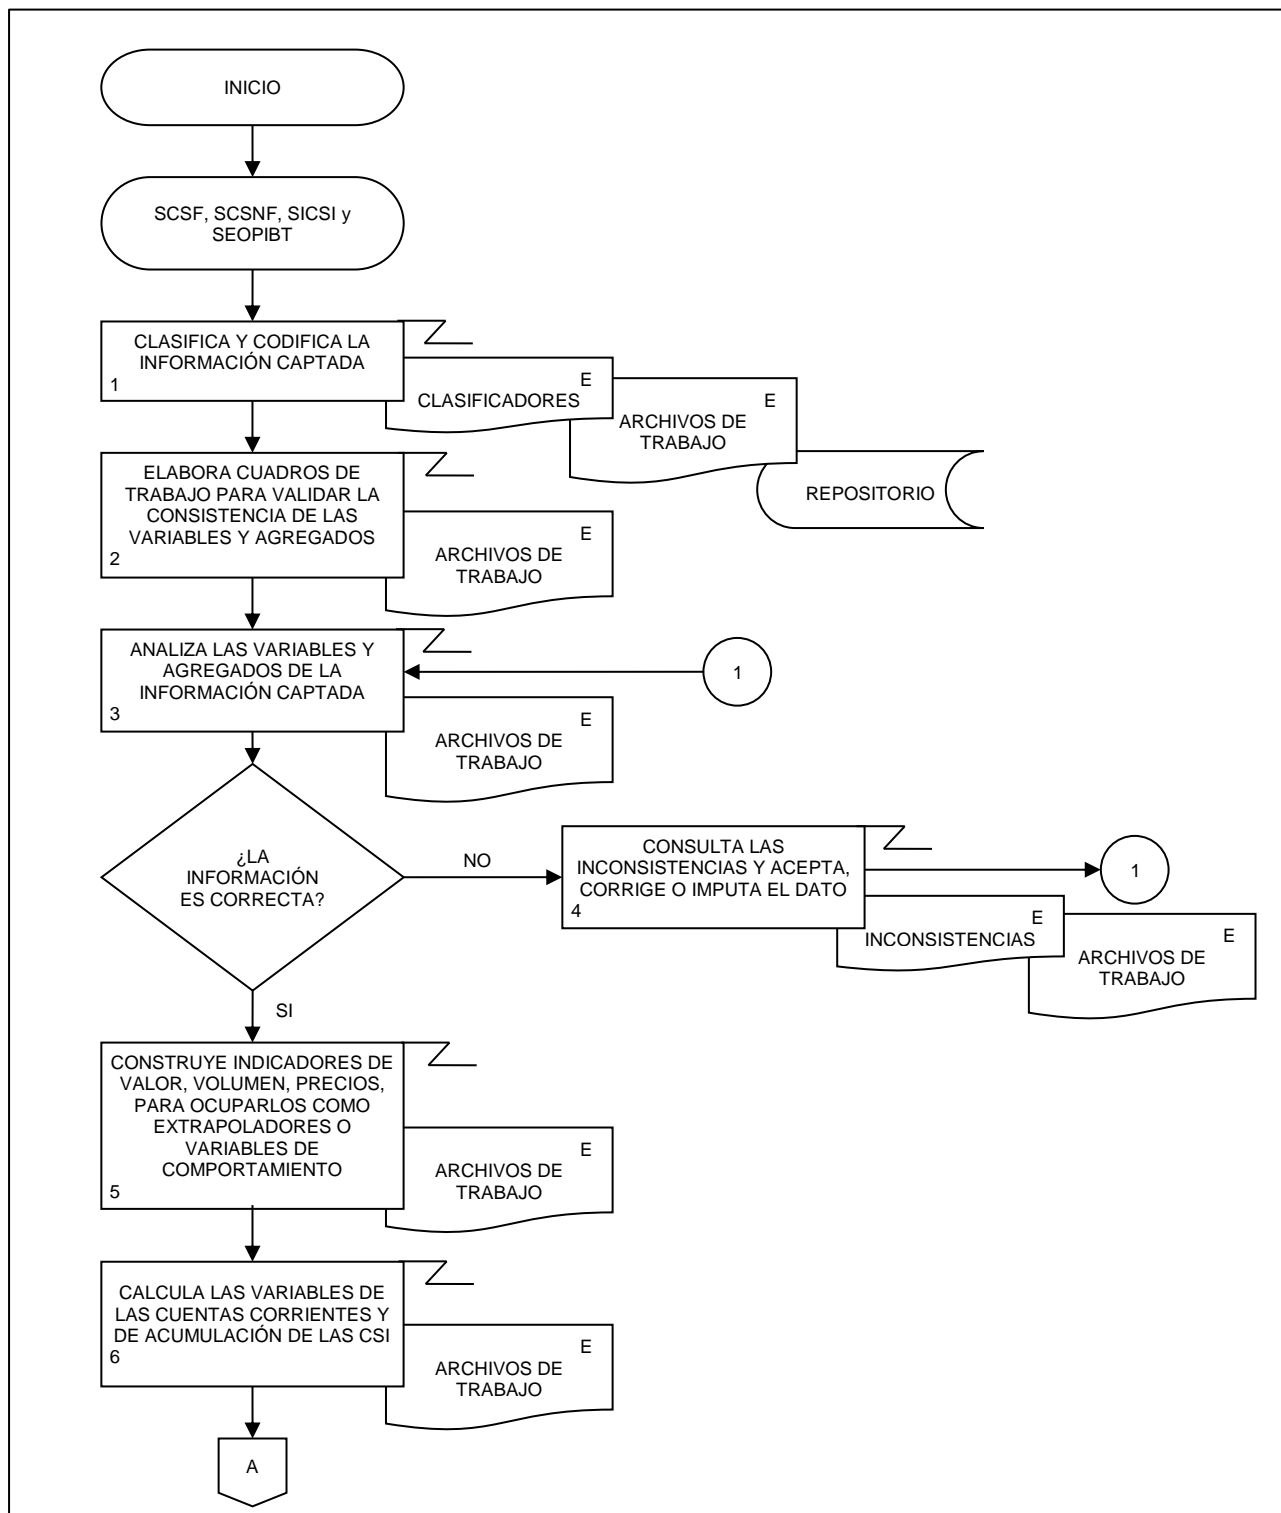 INICIO
SCSF, SCSNF, SICSI y
SEOPIBT
CLASIFICA Y CODIFICA LA
INFORMACIÓN CAPTADA
1
E
CLASIFICADORES
E
ARCHIVOS DE
TRABAJO
REPOSITORIO
ELABORA CUADROS DE
TRABAJO PARA VALIDAR LA
CONSISTENCIA DE LAS
VARIABLES Y AGREGADOS
2
E
ARCHIVOS DE
TRABAJO
ANALIZA LAS VARIABLES Y
AGREGADOS DE LA
INFORMACIÓN CAPTADA
3
1
E
ARCHIVOS DE
TRABAJO
¿LA
INFORMACIÓN
ES CORRECTA?
NO
CONSULTA LAS
INCONSISTENCIAS Y ACEPTA,
CORRIGE O IMPUTA EL DATO
4
1
E
INCONSISTENCIAS
E
ARCHIVOS DE
TRABAJO
SI
CONSTRUYE INDICADORES DE
VALOR, VOLUMEN, PRECIOS,
PARA OCUPARLOS COMO
EXTRAPOLADORES O
VARIABLES DE
COMPORTAMIENTO
5
E
ARCHIVOS DE
TRABAJO
CALCULA LAS VARIABLES DE
LAS CUENTAS CORRIENTES Y
DE ACUMULACIÓN DE LAS CSI
6
E
ARCHIVOS DE
TRABAJO
A